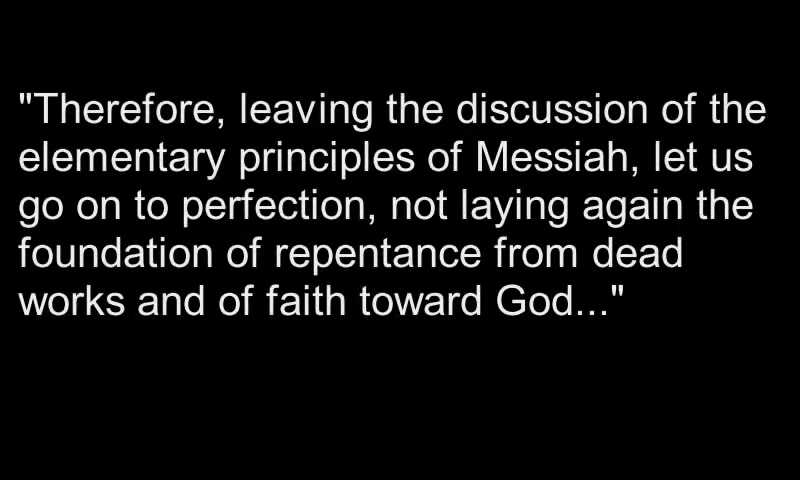 "Therefore, leaving the discussion of the
elementary principles of Messiah, let us
go on to perfection, not laying again the
foundation of repentance from dead
works and of faith toward God..."